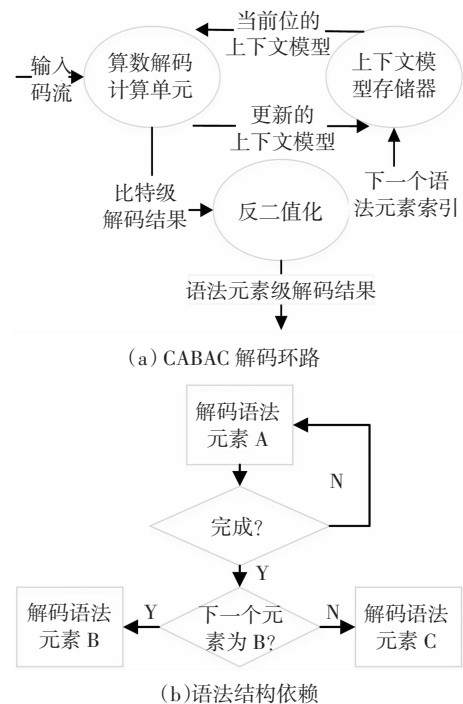 当前位的
上下文模型
输入
码流
算数解码
计算单元
上下文模
型存储器
更新的
上下文模型
比特级
解码结果
反二值化
下一个语
法元素索引
语法元素级解码结果
(a) CABAC 解码环路
解码语法
元素 A
N
完成?
Y
解码语法
元素 B
Y
下一个元
素为 B?
N
解码语法
元素 C
(b)语法结构依赖